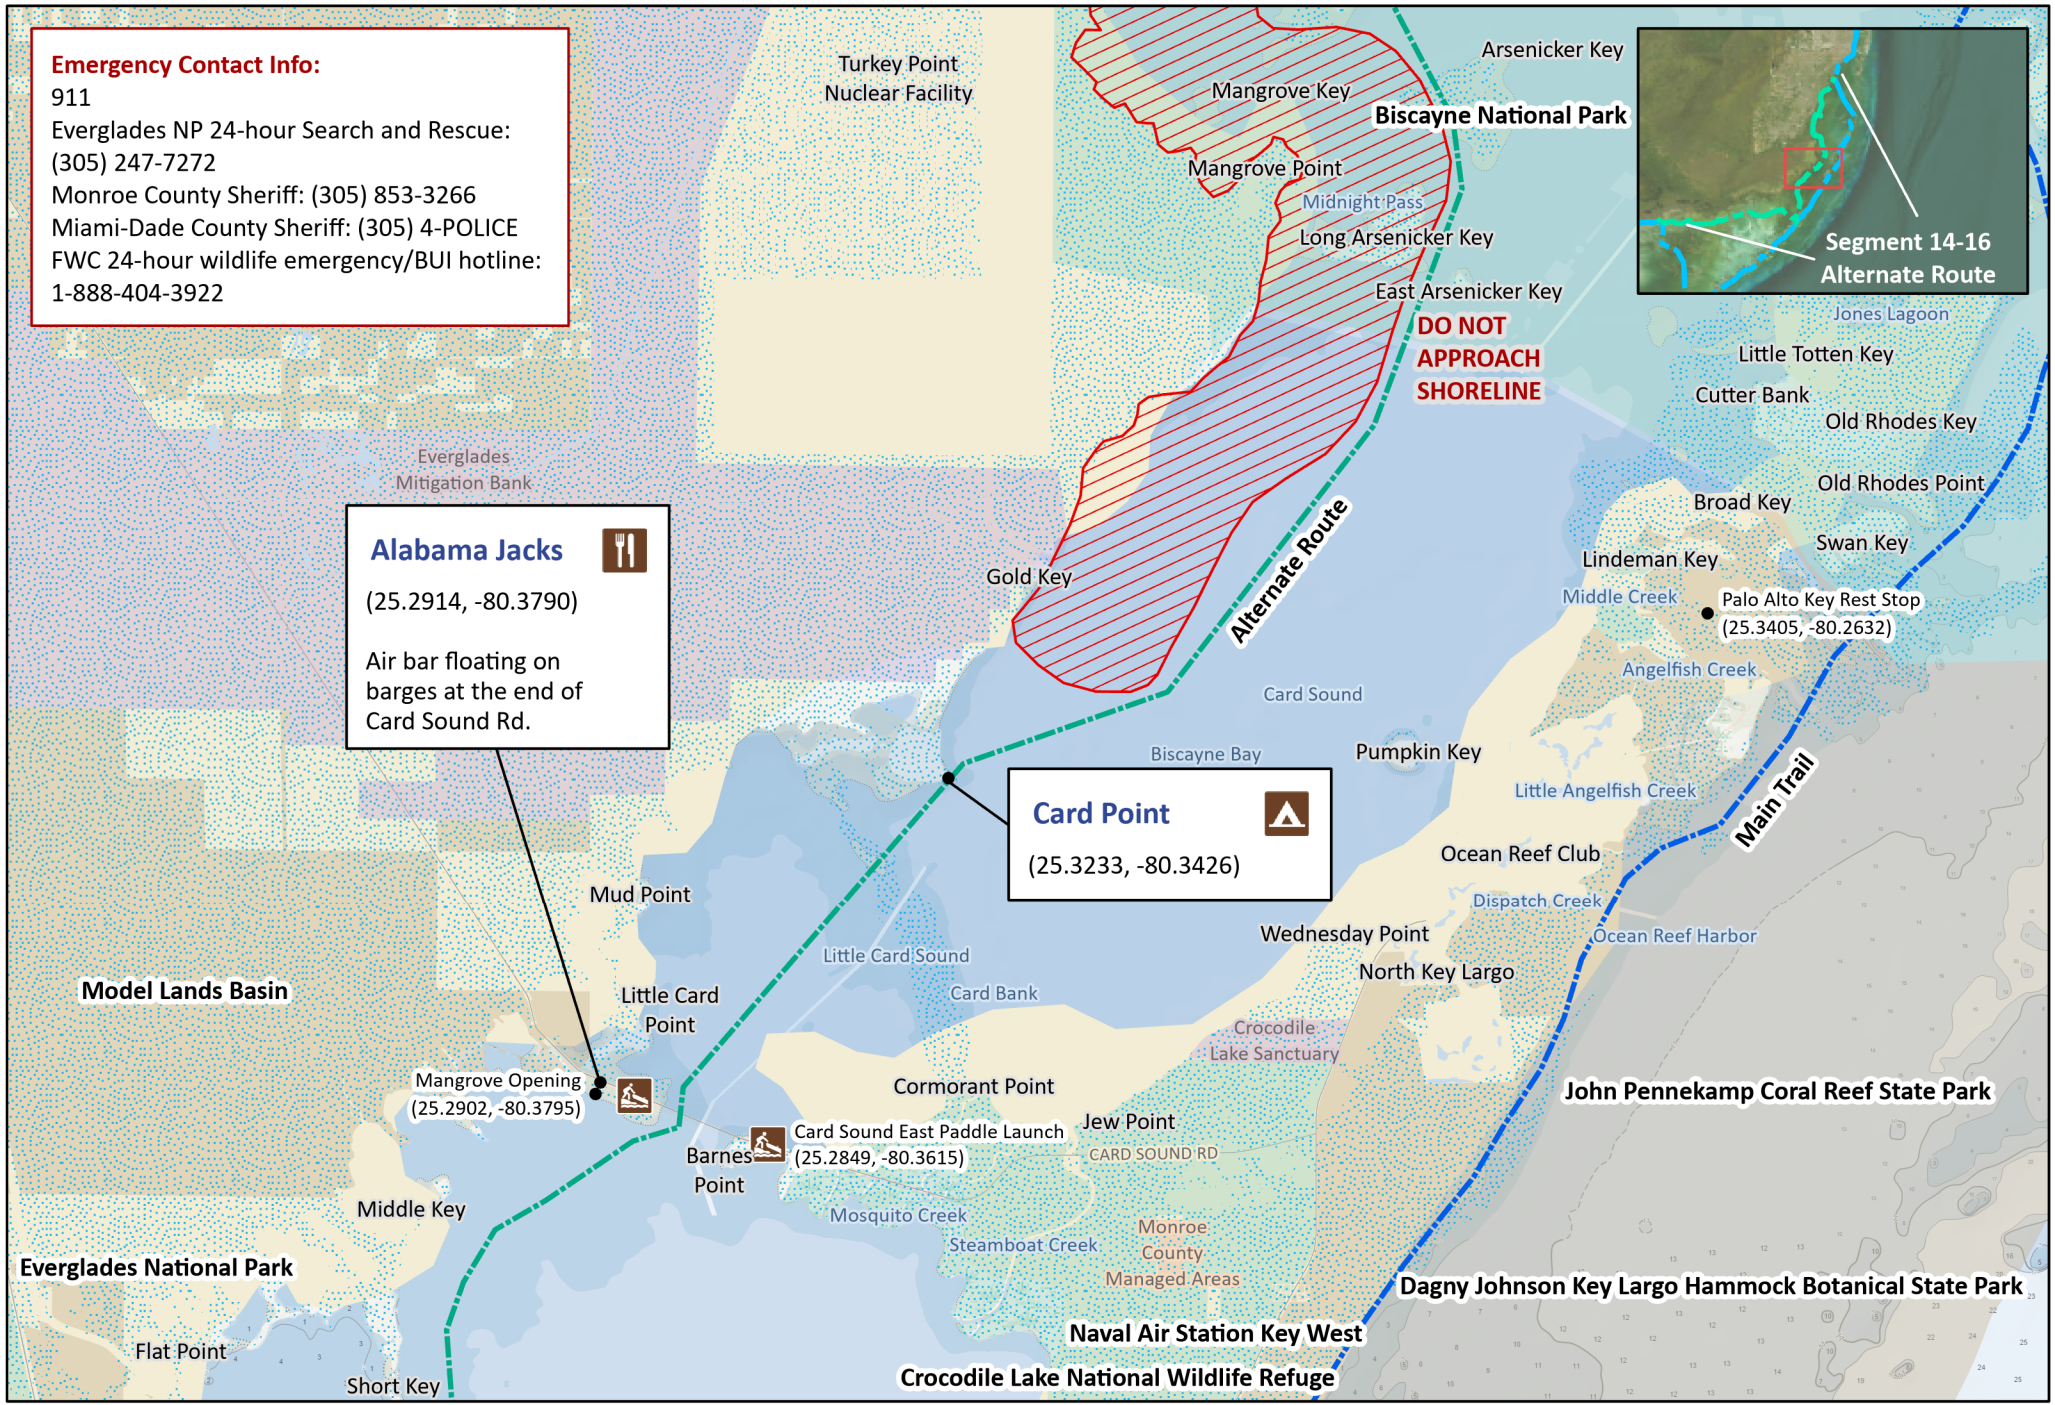 Emergency Contact Info:
911
Everglades NP 24-hour Search and Rescue:
(305) 247-7272
Monroe County Sheriff: (305) 853-3266
Miami-Dade County Sheriff: (305) 4-POLICE
FWC 24-hour wildlife emergency/BUI hotline:
1-888-404-3922
Turkey Point
Nuclear Facility
Mangrove Key
Arsenicker Key
Biscayne National Park
Mangrove Point
Midnight Pass
Long Arsenicker Key
East Arsenicker Key
DO NOT
APPROACH
SHORELINE
Segment 14-16
Alternate Route
Jones Lagoon
Little Totten Key
Cutter Bank
Old Rhodes Key
Old Rhodes Point
Broad Key
Swan Key
Lindeman Key
Middle Creek
Palo Alto Key Rest Stop
(25.3405, -80.2632)
Angelfish Creek
Everglades
Mitigation Bank
Alabama Jacks
(25.2914, -80.3790)
Air bar floating on
barges at the end of
Card Sound Rd.
Gold Key
Alternate Route
Card Sound
Biscayne Bay
Pumpkin Key
Little Angelfish Creek
Main Trail
Card Point
(25.3233, -80.3426)
Ocean Reef Club
Dispatch Creek
Ocean Reef Harbor
Wednesday Point
North Key Largo
Mud Point
Little Card Sound
Card Bank
Model Lands Basin
Little Card
Point
Crocodile
Lake Sanctuary
Mangrove Opening
(25.2902, -80.3795)
Cormorant Point
Jew Point
John Pennekamp Coral Reef State Park
Card Sound East Paddle Launch
(25.2849, -80.3615)
CARD SOUND RD
Barnes
Point
Middle Key
Mosquito Creek
Steamboat Creek
Monroe
County
Managed Areas
Everglades National Park
Dagny Johnson Key Largo Hammock Botanical State Park
Flat Point
Naval Air Station Key West
Short Key
Crocodile Lake National Wildlife Refuge